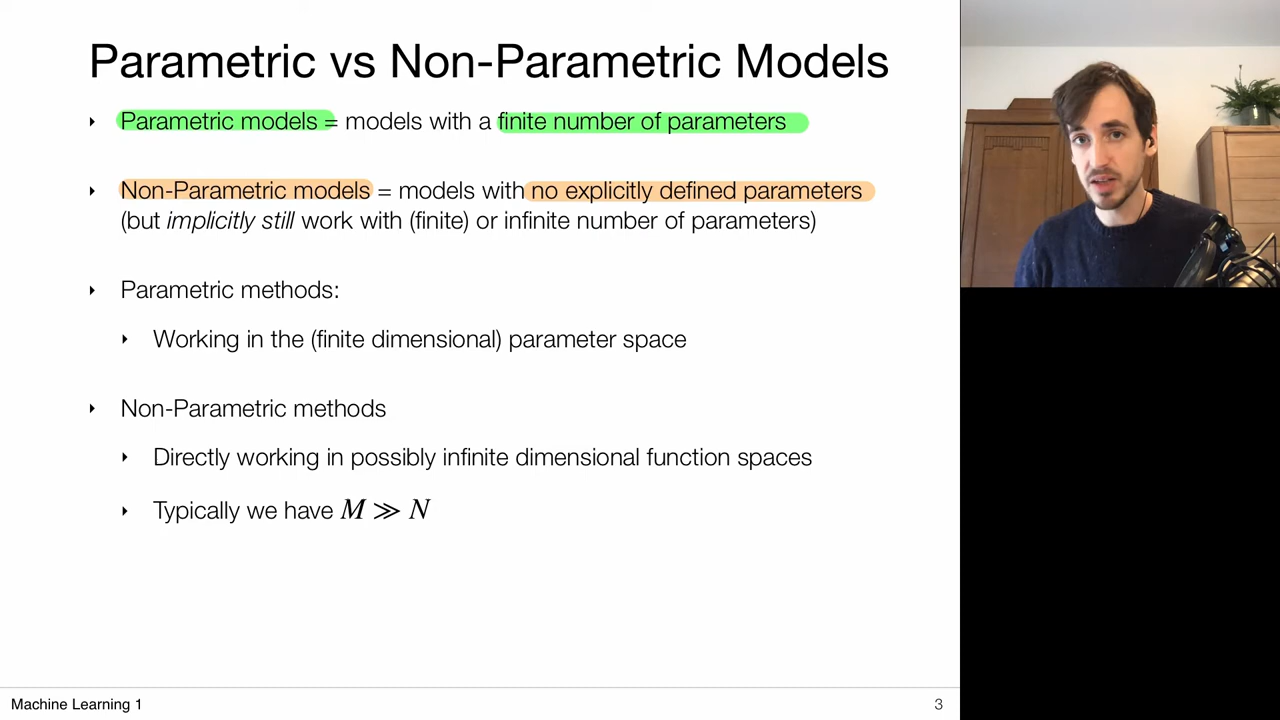 Parametric vs Non-Parametric Models
Parametric models = models with a finite number of parameters
Non-Parametric models = models with no explicitly defined parameters
(but implicitly still work with (finite) or infinite number of parameters)
Parametric methods:
Working in the (finite dimensional) parameter space
Non-Parametric methods
Directly working in possibly infinite dimensional function spaces
Typically we have M ≫ N
Machine Learning 1
3